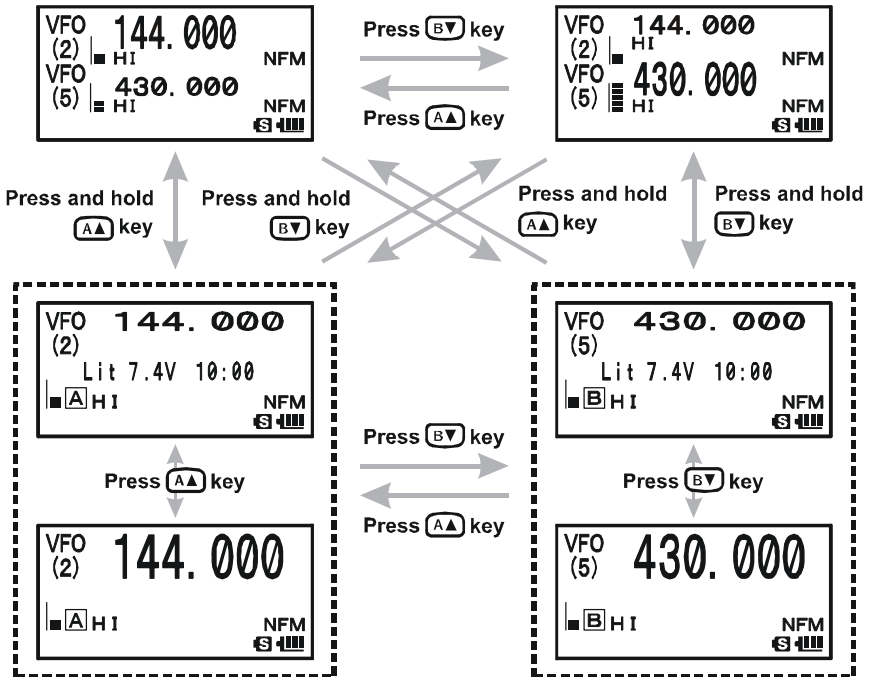 VFO 144. 000
(2) HI NFM
VFO 430. 000
(5) HI NFM
S
Press B▼ key
Press A▲ key
VFO 144. 000
(2) HI NFM
VFO 430. 000
(5) HI NFM
S
Press and hold
A▲ key
Press and hold
B▼ key
Press and hold
A▲ key
Press and hold
B▼ key
VFO 144. 000
(2)
Lit 7.4V 10:00
A HI NFM
S
Press A▲ key
VFO 144. 000
(2)
A HI NFM
S
Press B▼ key
Press A▲ key
VFO 430. 000
(5)
Lit 7.4V 10:00
B HI NFM
S
Press B▼ key
VFO 430. 000
(5)
B HI NFM
S